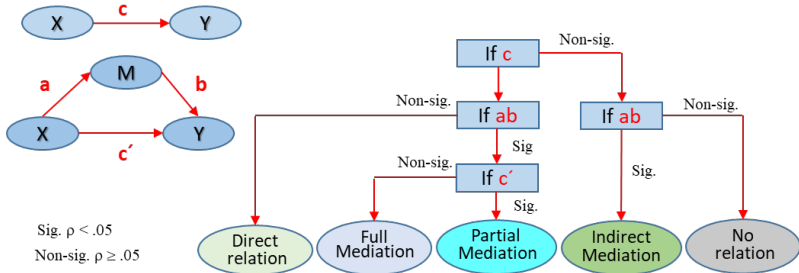 c
X
Y
M
a
b
X
Y
c´
Sig. ρ < .05
Non-sig. ρ ≥ .05
If c
Non-sig.
Non-sig.
If ab
If ab
Non-sig.
Sig
Non-sig.
If c´
Sig.
Sig.
Direct
relation
Full
Mediation
Partial
Mediation
Indirect
Mediation
No
relation